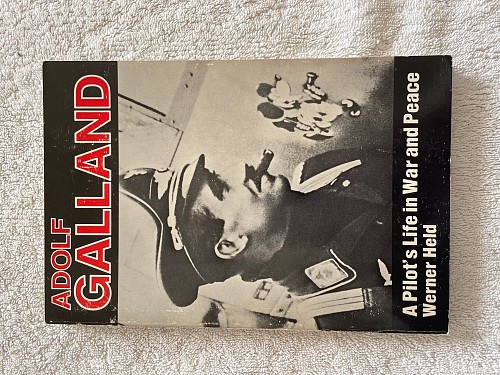 ADOLF
GALLAND
A Pilot's Life in War and Peace
Werner Held